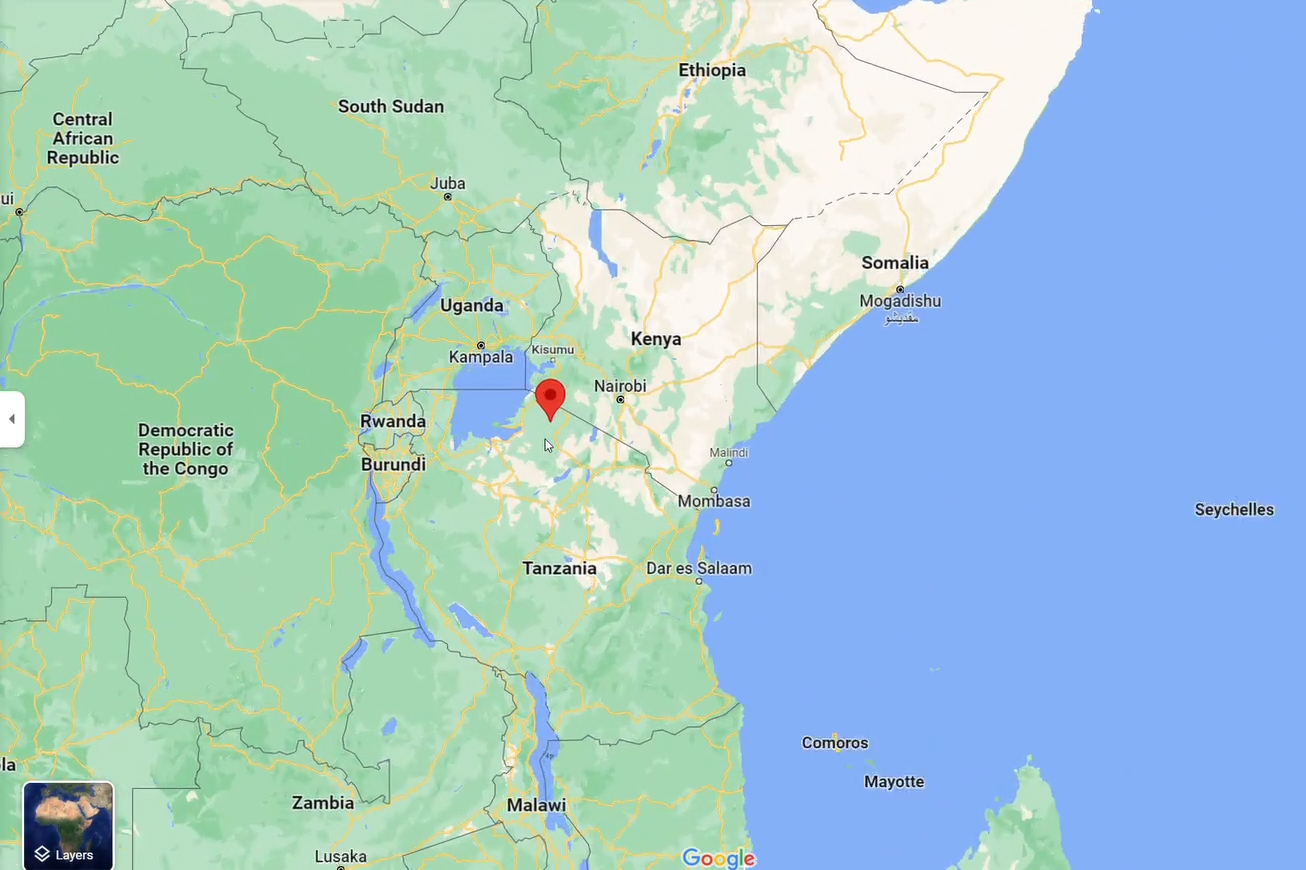 Ethiopia
South Sudan
Central
African
Republic
Juba
ui
Somalia
Mogadishu
مقديشو
Uganda
Kenya
Kampala
Kisumu
Nairobi
Rwanda
Democratic
Republic of
the Congo
Burundi
Malindi
Mombasa
Seychelles
Tanzania
Dar es Salaam
Comoros
Mayotte
la
Zambia
Malawi
Layers
Lusaka
Google